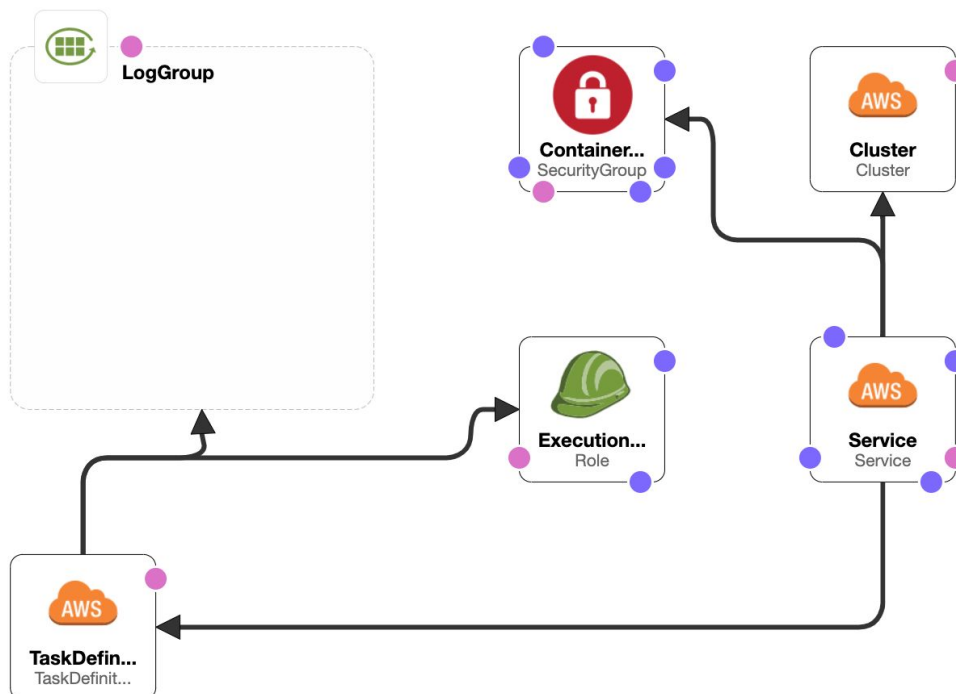 LogGroup
AWS
Container...
SecurityGroup
Cluster
Cluster
Execution...
Role
AWS
Service
Service
AWS
TaskDefin...
TaskDefinit...